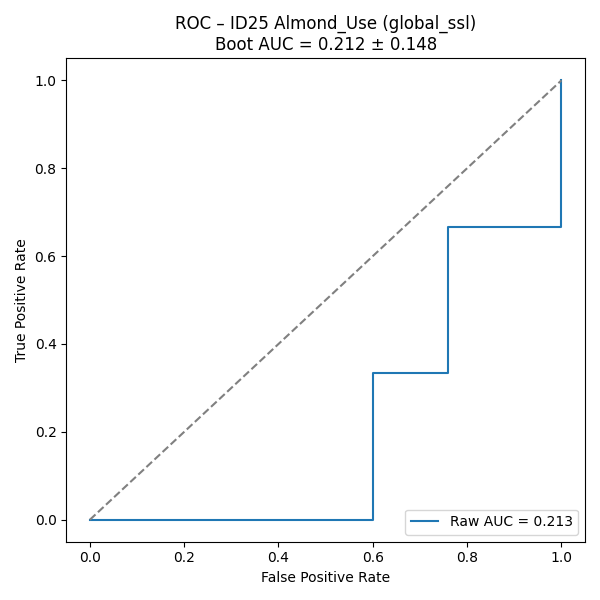 ROC – ID25 Almond_Use (global_ssl)
Boot AUC = 0.212 ± 0.148
1.0
0.8
0.6
0.4
0.2
0.0
True Positive Rate
0.0 0.2 0.4 0.6 0.8 1.0
False Positive Rate
Raw AUC = 0.213